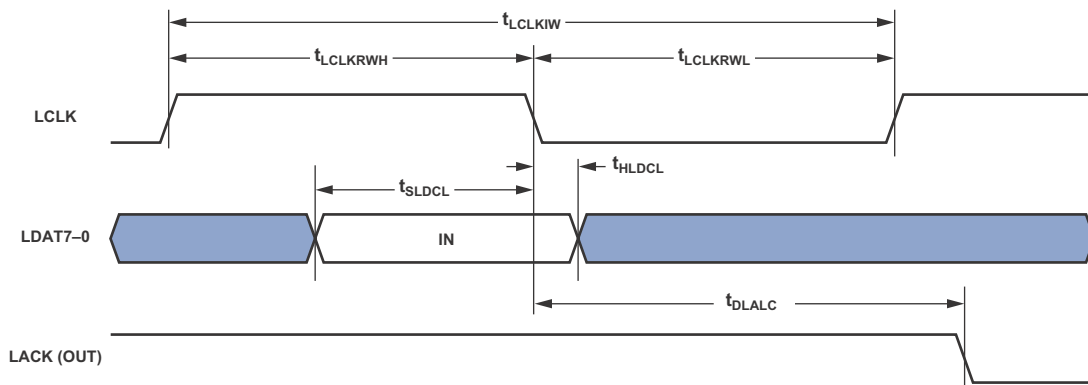 tLCLKIW
tLCLKRWH
tLCLKRWL
LCLK
tHLDCL
tSLDCL
LDAT7–0
IN
tDLALC
LACK (OUT)